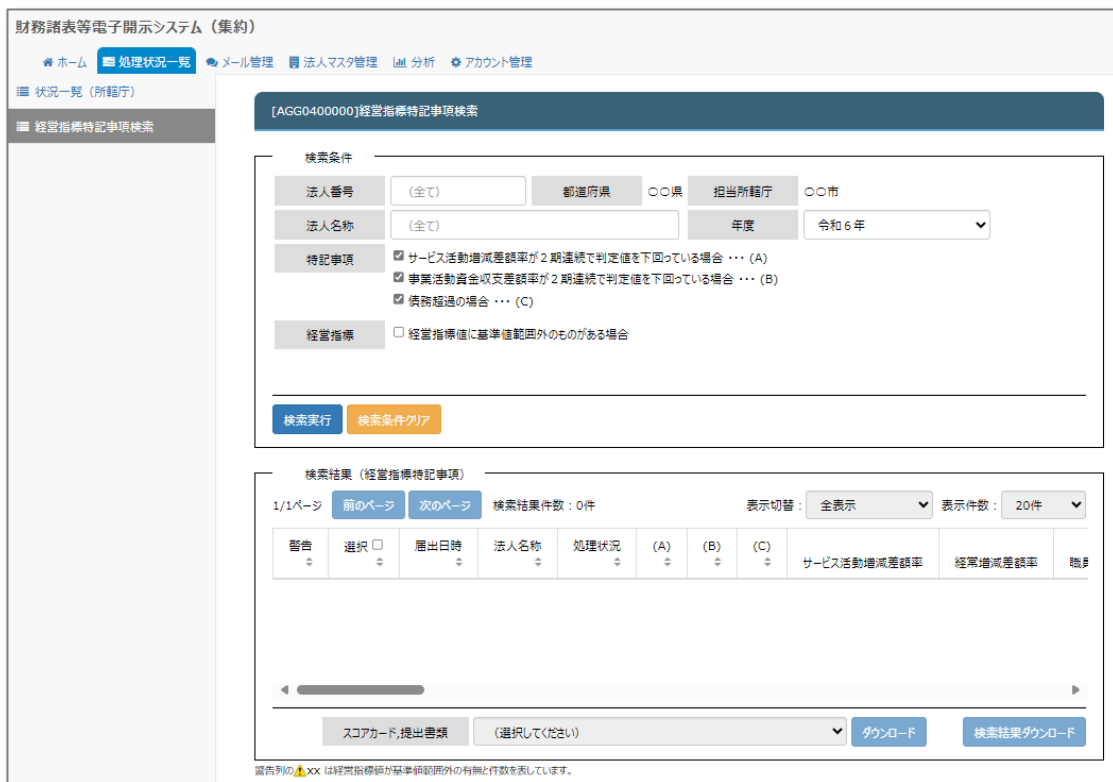 財務諸表等電子開示システム（集約）
ホーム 処理状況一覧 メール管理 法人マスタ管理 分析 アカウント管理
状況一覧（所轄庁）
経営指標特記事項検索
[AGG0400000]経営指標特記事項検索
検索条件
法人番号 (全て) 都道府県 〇〇県 担当所轄庁 〇〇市
法人名称 (全て) 年度 令和６年
特記事項 サービス活動増減差額率が２期連続で判定値を下回っている場合 ･･･ (A)
事業活動資金収支差額率が２期連続で判定値を下回っている場合 ･･･ (B)
債務超過の場合 ･･･ (C)
経営指標 経営指標値に基準値範囲外のものがある場合
検索実行 検索条件クリア
検索結果（経営指標特記事項）
1/1ページ 前のページ 次のページ 検索結果件数：0件 表示切替： 全表示 表示件数： 20件
警告 選択 届出日時 法人名称 処理状況 (A) (B) (C) サービス活動増減差額率 経常増減差額率 職員
スコアカード,提出書類 (選択してください) ダウンロード 検索結果ダウンロード
警告列の⚠xx は経営指標値が基準値範囲外の有無と件数を表しています。